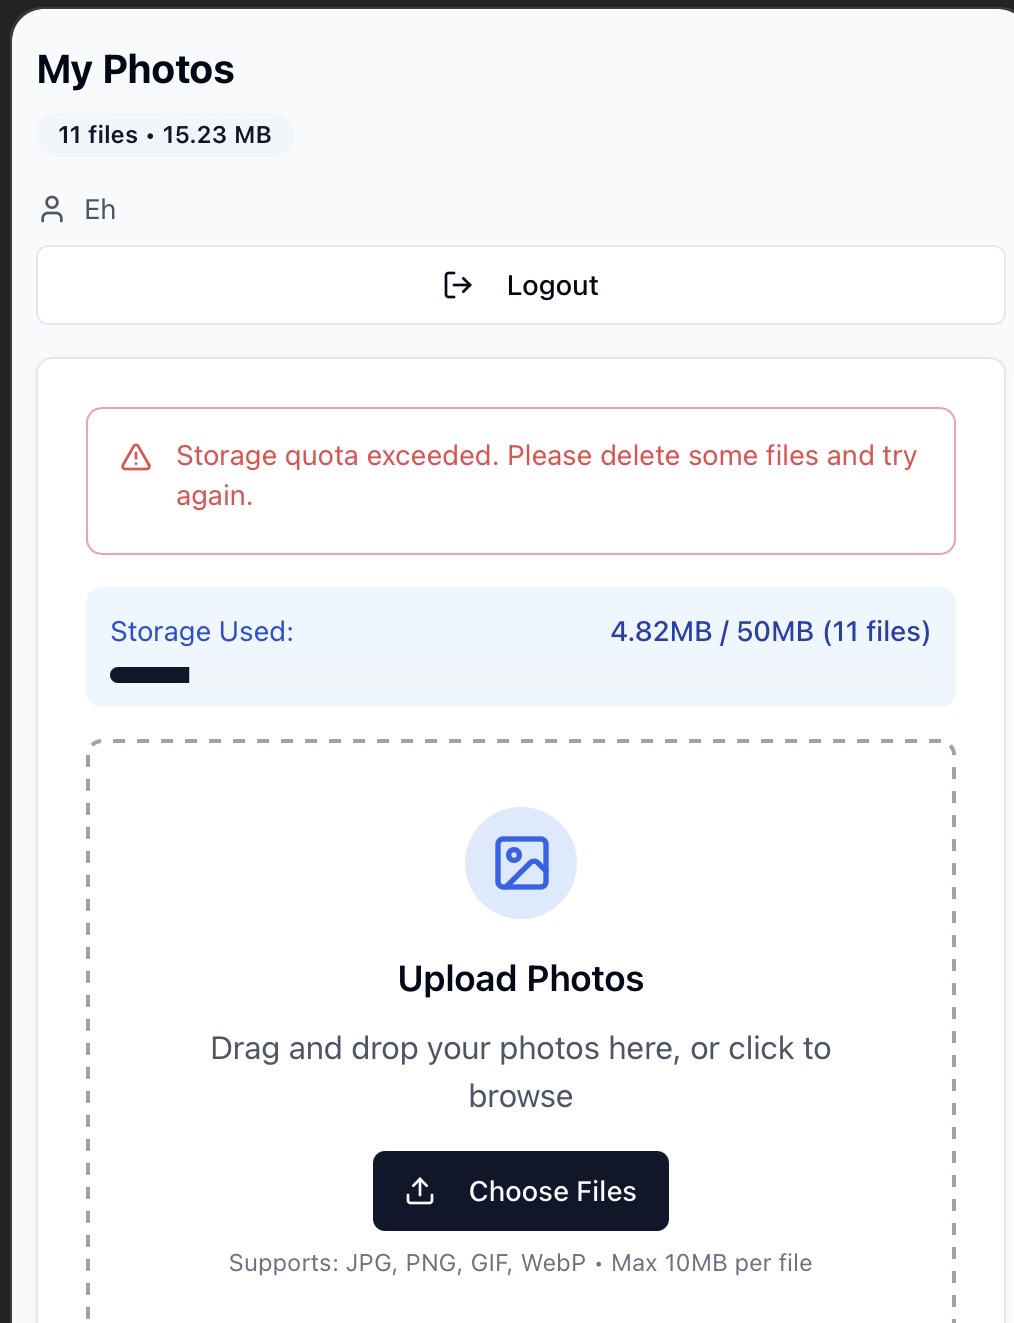 My Photos
11 files • 15.23 MB
Eh
Logout
Storage quota exceeded. Please delete some files and try
again.
Storage Used:
4.82MB / 50MB (11 files)
Upload Photos
Drag and drop your photos here, or click to
browse
Choose Files
Supports: JPG, PNG, GIF, WebP • Max 10MB per file